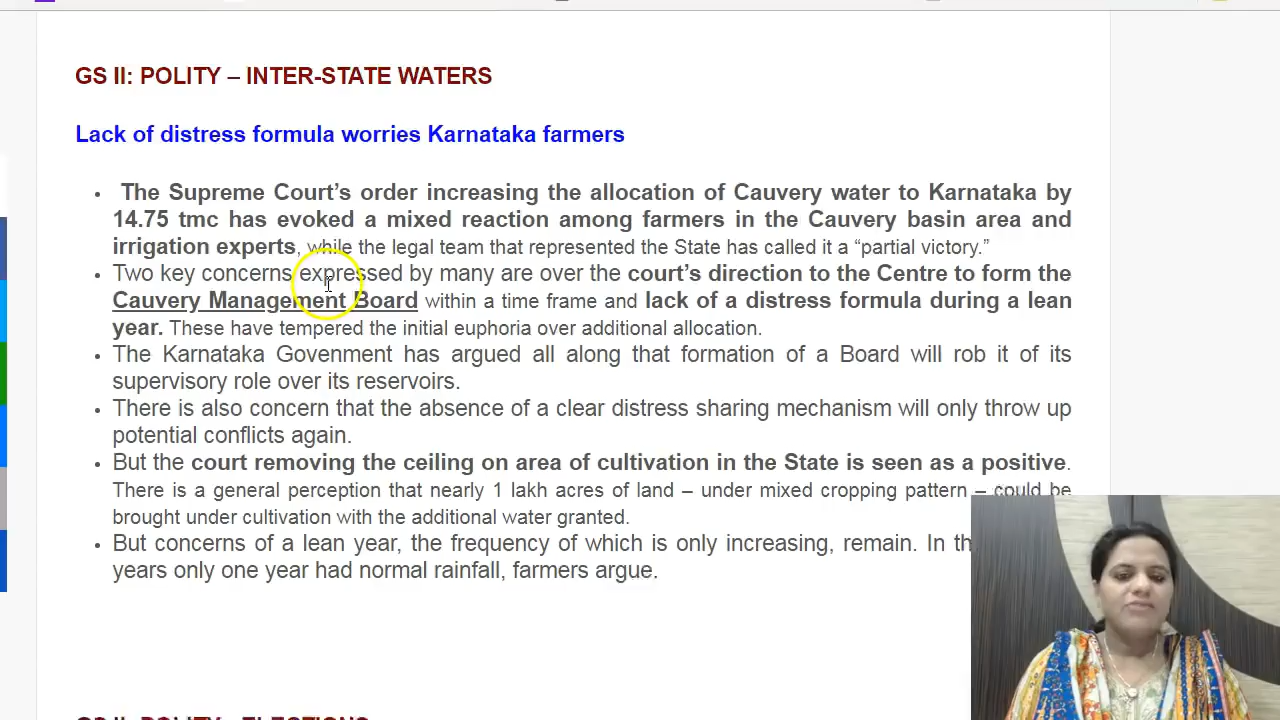 GS II: POLITY – INTER-STATE WATERS
Lack of distress formula worries Karnataka farmers
• The Supreme Court’s order increasing the allocation of Cauvery water to Karnataka by
14.75 tmc has evoked a mixed reaction among farmers in the Cauvery basin area and
irrigation experts, while the legal team that represented the State has called it a “partial victory.”
• Two key concerns expressed by many are over the court’s direction to the Centre to form the
Cauvery Management Board within a time frame and lack of a distress formula during a lean
year. These have tempered the initial euphoria over additional allocation.
• The Karnataka Govenment has argued all along that formation of a Board will rob it of its
supervisory role over its reservoirs.
• There is also concern that the absence of a clear distress sharing mechanism will only throw up
potential conflicts again.
• But the court removing the ceiling on area of cultivation in the State is seen as a positive.
There is a general perception that nearly 1 lakh acres of land – under mixed cropping pattern – could be
brought under cultivation with the additional water granted.
• But concerns of a lean year, the frequency of which is only increasing, remain. In
years only one year had normal rainfall, farmers argue.
GS II: POLITY - ELECTIONS